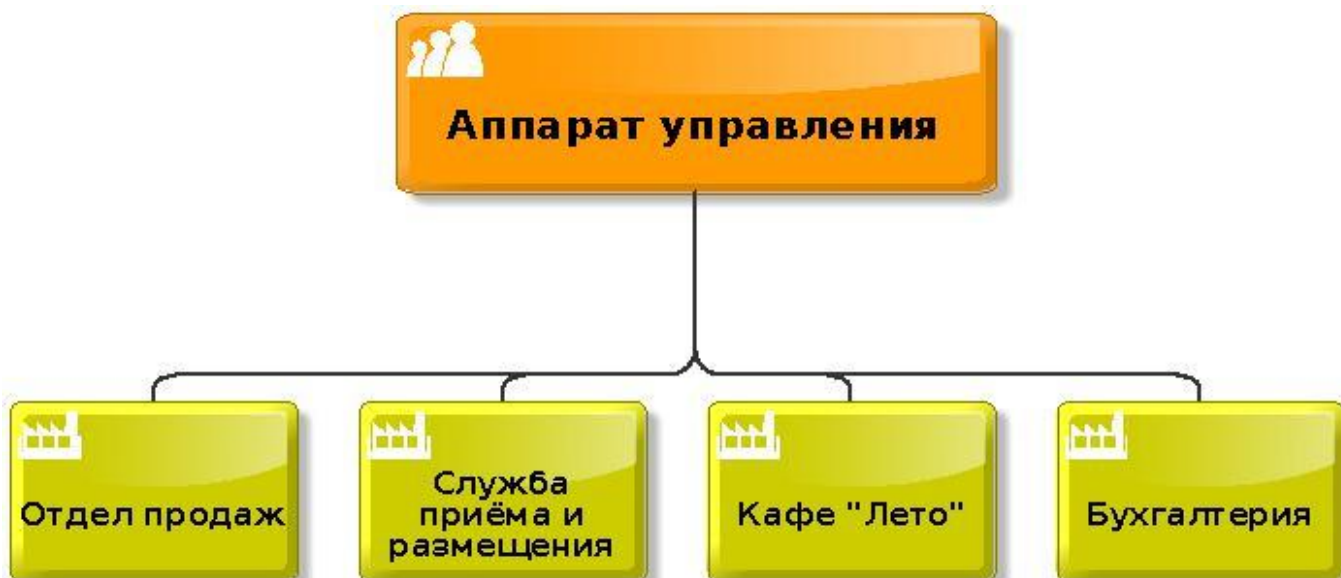 Аппарат управления
Отдел продаж
Служба
приёма и
размещения
Кафе "Лето"
Бухгалтерия